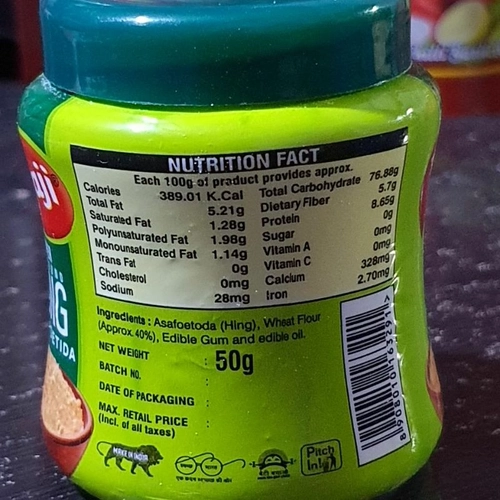 NUTRITION FACT
Each 100g of product provides approx.
Calories 389.01 K.Cal
Total Fat 5.21g
Saturated Fat 1.28g
Polyunsaturated Fat 1.98g
Monounsaturated Fat 1.14g
Trans Fat 0g
Cholesterol 0mg
Sodium 28mg
Total Carbohydrate 76.88g
Dietary Fiber 5.7g
Protein 8.65g
Sugar 0g
Vitamin A 0mg
Vitamin C 0mg
Calcium 328mg
Iron 2.70mg
Ingredients : Asafoetoda (Hing), Wheat Flour
(Approx. 40%), Edible Gum and edible oil.
NET WEIGHT : 50g
BATCH NO. :
DATE OF PACKAGING :
MAX. RETAIL PRICE :
(Incl. of all taxes)
MAKE IN INDIA
Pitch
In!